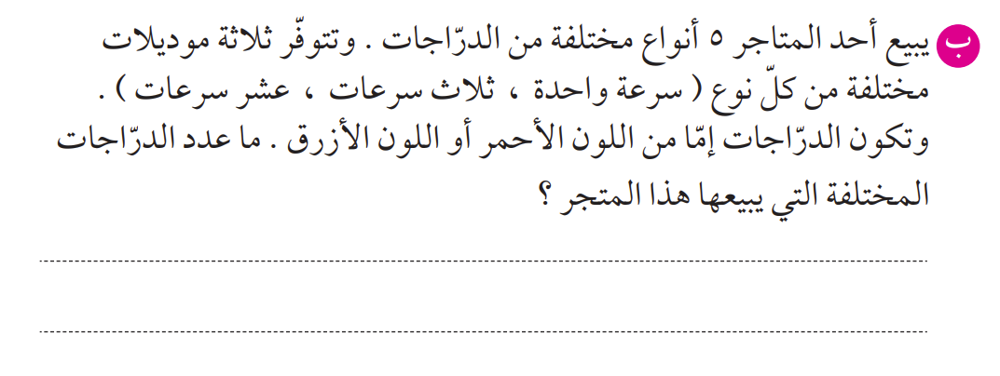 ب يبيع أحد المتاجر ٥ أنواع مختلفة من الدرّاجات . وتتوفّر ثلاثة موديلات
مختلفة من كلّ نوع ( سرعة واحدة ، ثلاث سرعات ، عشر سرعات ) .
وتكون الدرّاجات إمّا من اللون الأحمر أو اللون الأزرق . ما عدد الدرّاجات
المختلفة التي يبيعها هذا المتجر ؟